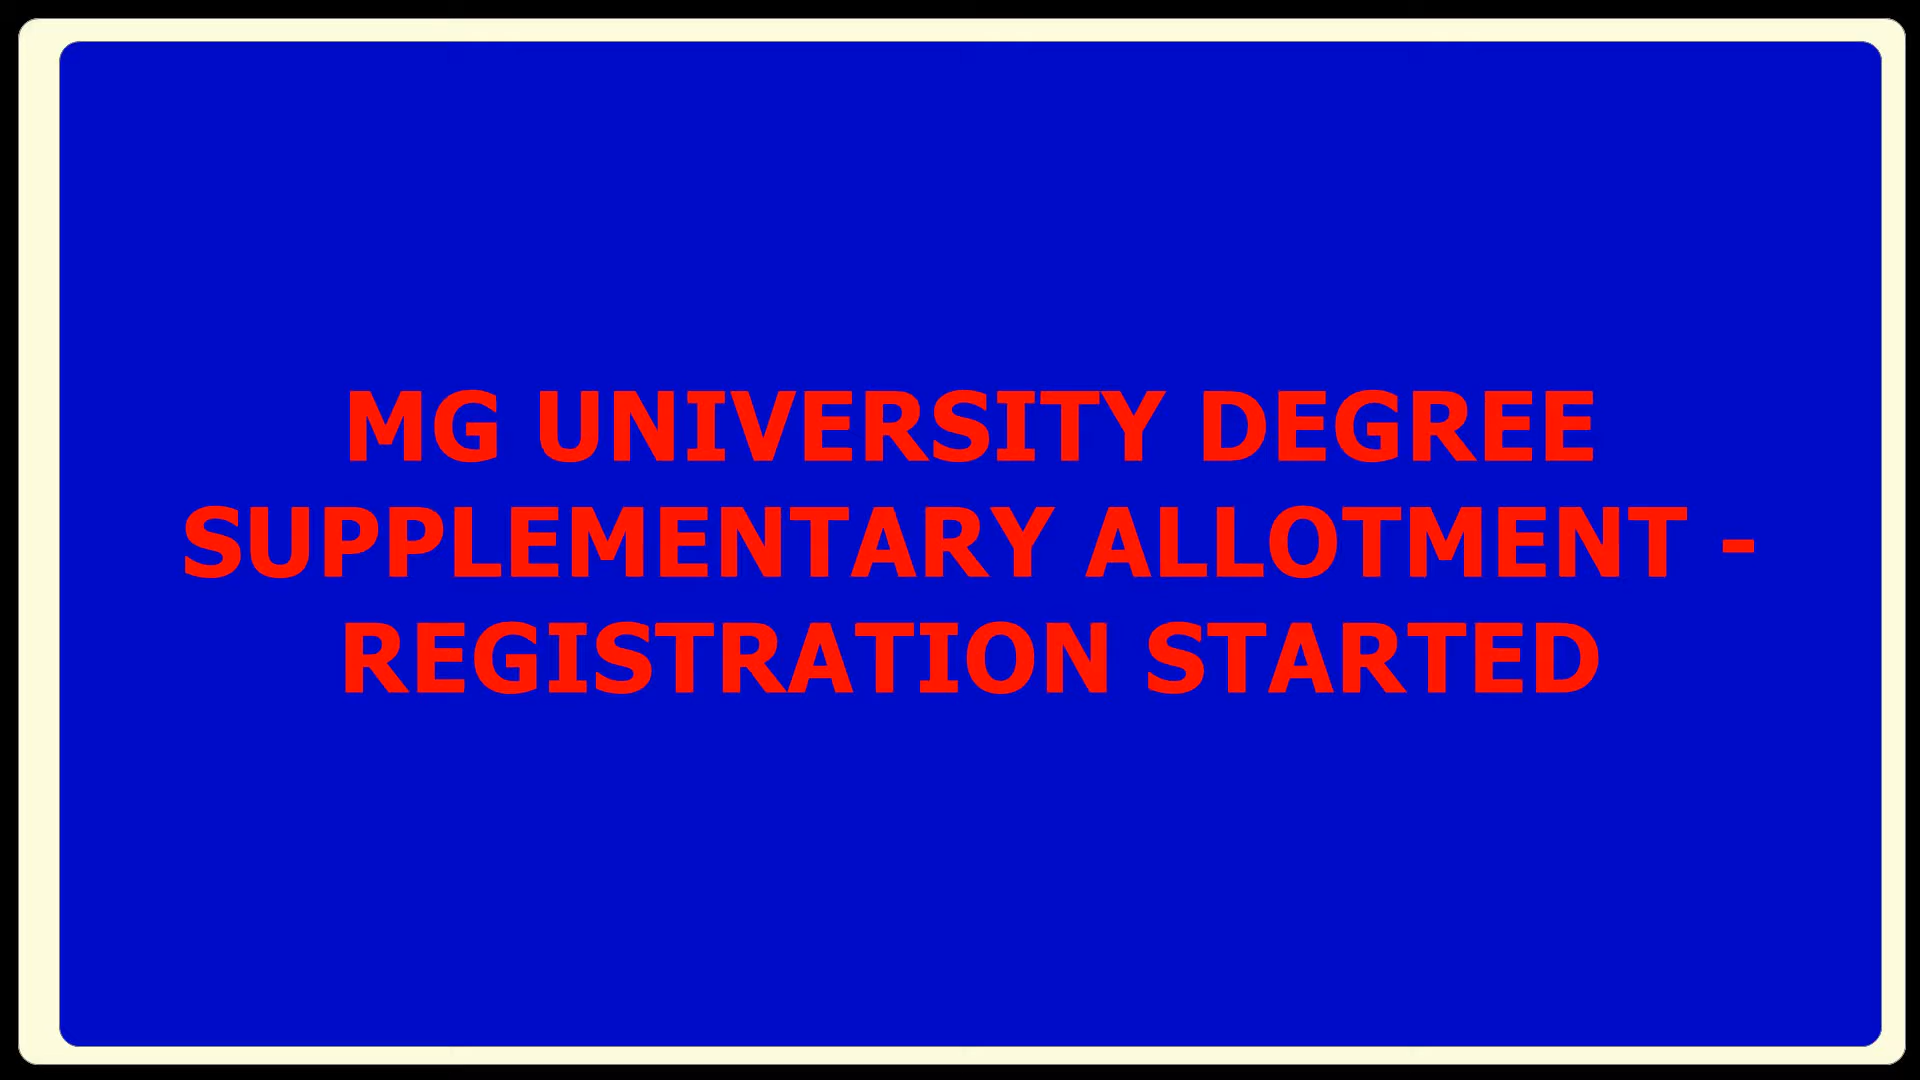 MG UNIVERSITY DEGREE
SUPPLEMENTARY ALLOTMENT -
REGISTRATION STARTED